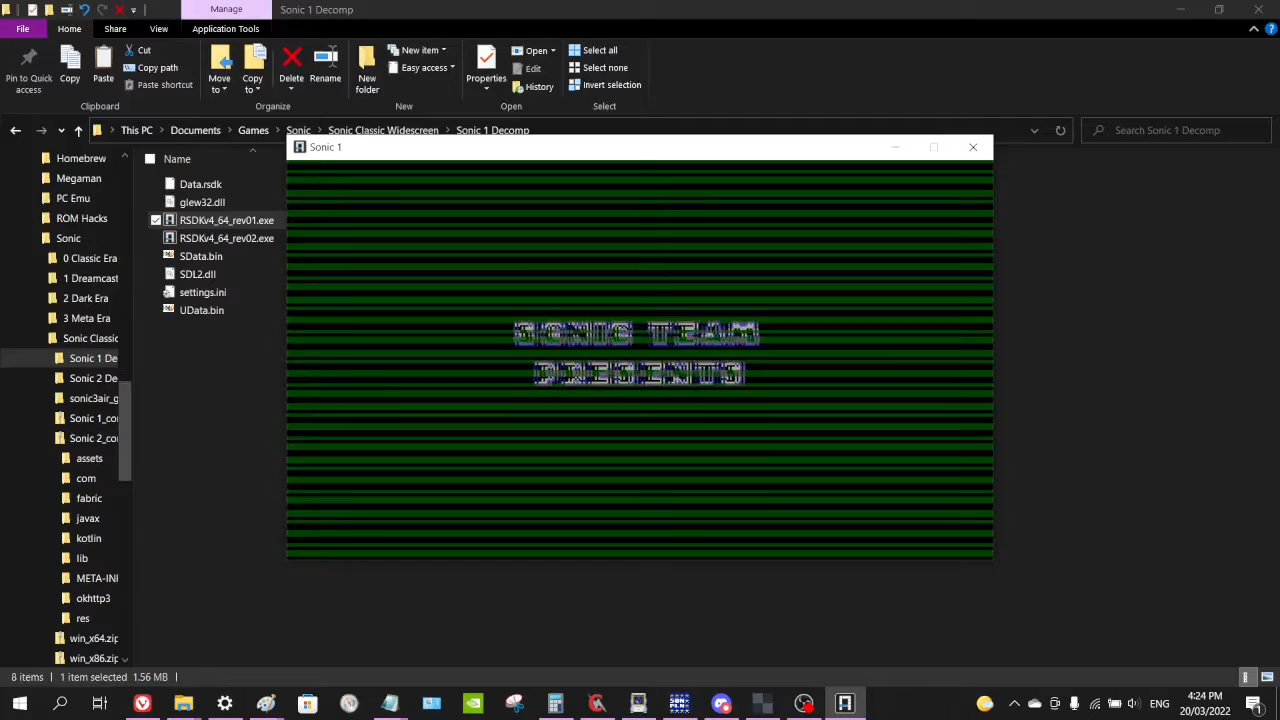 Manage
Sonic 1 Decomp
File
Home
Share
View
Application Tools
Pin to Quick access
Copy
Paste
Cut
Copy path
Paste shortcut
Clipboard
Move to
Copy to
Delete
Rename
Organize
New folder
New item
Easy access
New
Properties
Open
Edit
History
Open
Select all
Select none
Invert selection
Select
This PC
Documents
Games
Sonic
Sonic Classic Widescreen
Sonic 1 Decomp
Search Sonic 1 Decomp
Homebrew
Megaman
PC Emu
ROM Hacks
Sonic
0 Classic Era
1 Dreamcast
2 Dark Era
3 Meta Era
Sonic Classic
Sonic 1 De
Sonic 2 De
sonic3air_g
Sonic 1_co
Sonic 2_co
assets
com
fabric
javax
kotlin
lib
META-INF
okhttp3
res
win_x64.zip
win_x86.zip
Name
Data.rsdk
glew32.dll
RSDKv4_64_rev01.exe
RSDKv4_64_rev02.exe
SData.bin
SDL2.dll
settings.ini
UData.bin
Sonic 1
SONIC TEAM
PRESENTS
8 items
1 item selected
1.56 MB
ENG
4:24 PM
20/03/2022